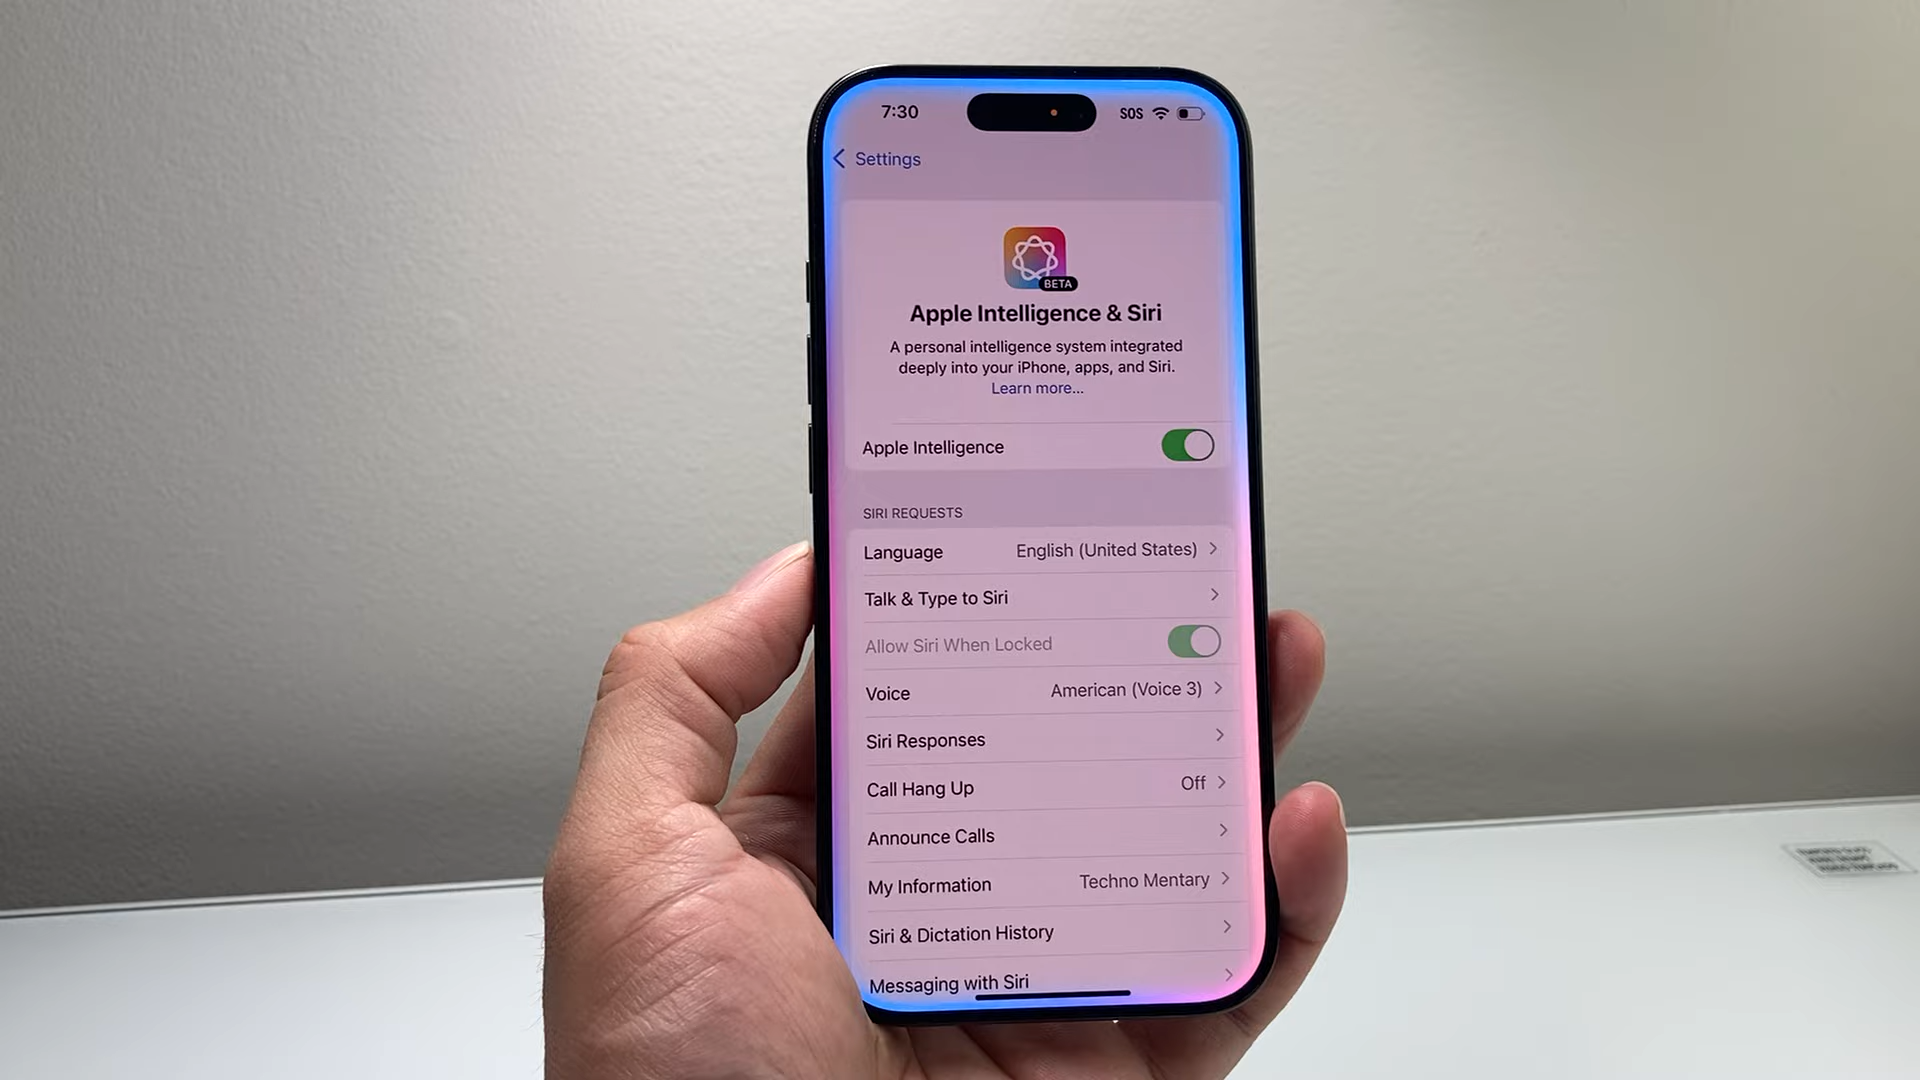 7:30
SOS
Settings
BETA
Apple Intelligence & Siri
A personal intelligence system integrated
deeply into your iPhone, apps, and Siri.
Learn more...
Apple Intelligence
SIRI REQUESTS
Language English (United States)
Talk & Type to Siri
Allow Siri When Locked
Voice American (Voice 3)
Siri Responses
Call Hang Up Off
Announce Calls
My Information Techno Mentary
Siri & Dictation History
Messaging with Siri